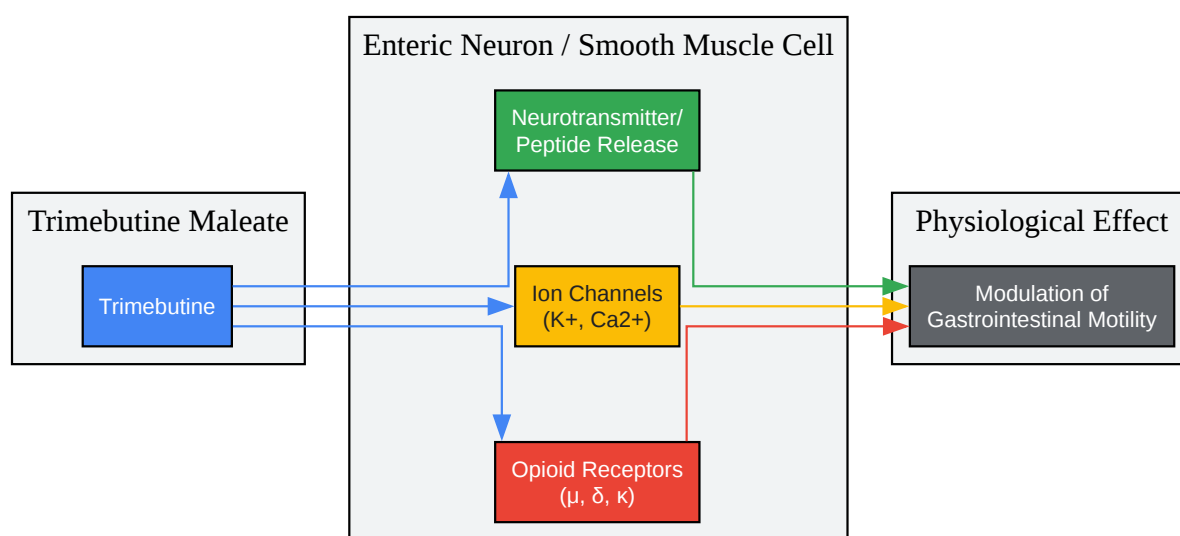 Enteric Neuron / Smooth Muscle Cell
Neurotransmitter/
Peptide Release
Trimebutine Maleate
Trimebutine
Ion Channels
(K+, Ca2+)
Opioid Receptors
(μ, δ, κ)
Physiological Effect
Modulation of
Gastrointestinal Motility